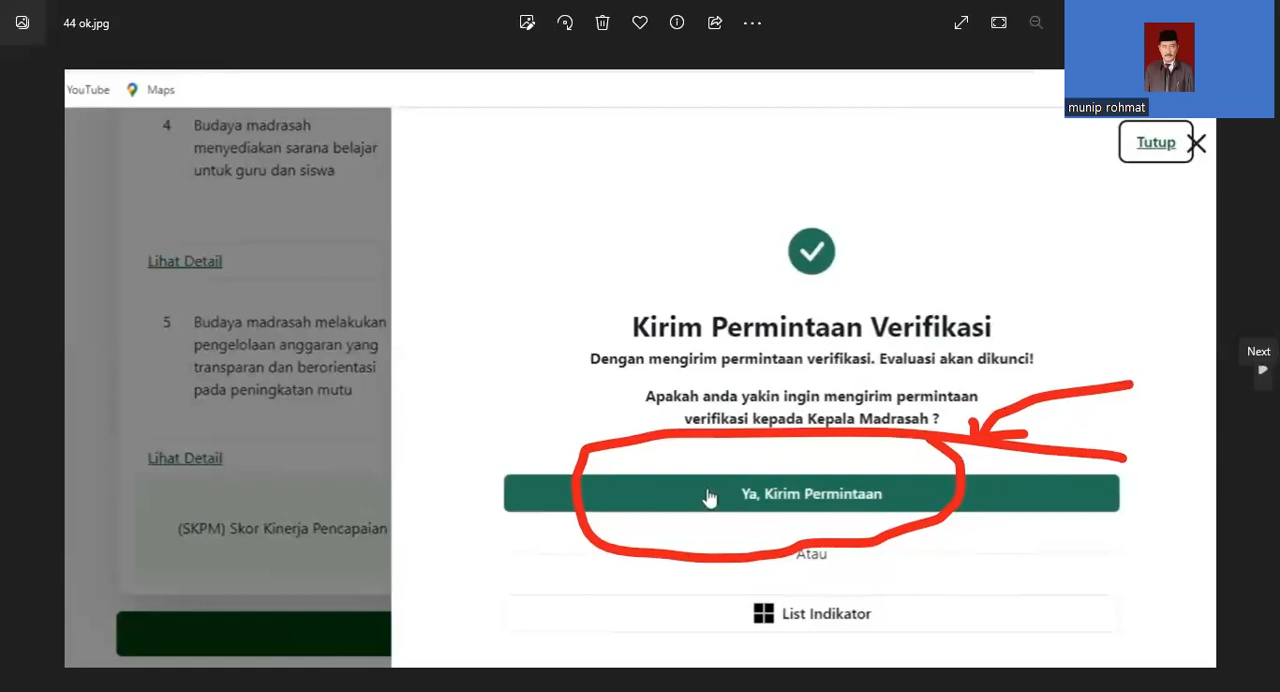 44 ok.jpg
munip rohmat
YouTube
Maps
4 Budaya madrasah
menyediakan sarana belajar
untuk guru dan siswa
Lihat Detail
5 Budaya madrasah melakukan
pengelolaan anggaran yang
transparan dan berorientasi
pada peningkatan mutu
Lihat Detail
(SKPM) Skor Kinerja Pencapaian
Tutup
Kirim Permintaan Verifikasi
Dengan mengirim permintaan verifikasi. Evaluasi akan dikunci!
Apakah anda yakin ingin mengirim permintaan
verifikasi kepada Kepala Madrasah ?
Ya, Kirim Permintaan
Atau
List Indikator
Next